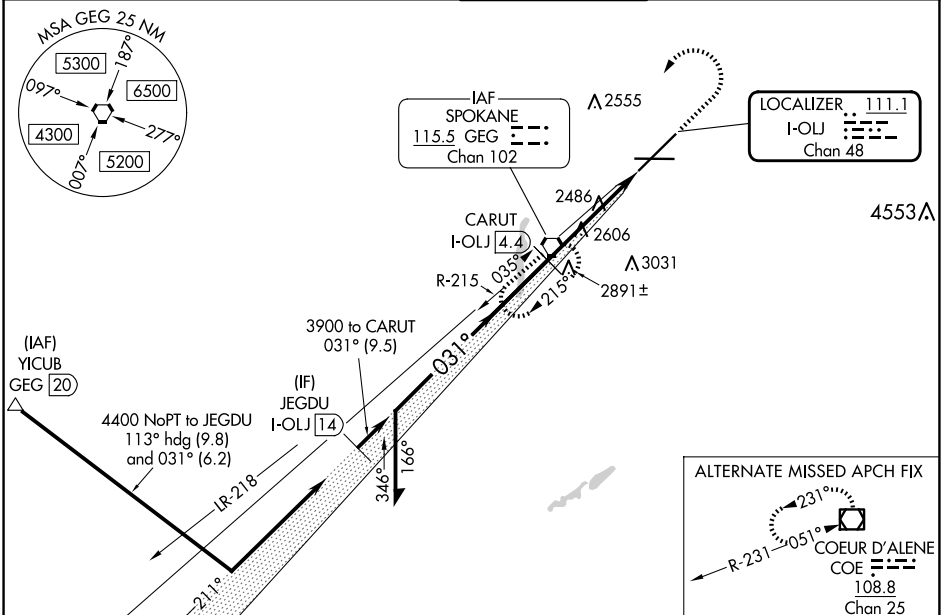 MSA GEG 25 NM
5300
187°
097°
6500
4300
277°
007°
5200
IAF
SPOKANE
115.5 GEG
Chan 102
2555
LOCALIZER 111.1
I-OLJ
Chan 48
4553
2486
CARUT
I-OLJ 4.4
2606
035°
3031
R-215
215°
2891±
3900 to CARUT
031° (9.5)
031°
(IAF)
YICUB
GEG 20
(IF)
JEGDU
I-OLJ 14
4400 NoPT to JEGDU
113° hdg (9.8)
and 031° (6.2)
LR-218
346°
166°
211°
ALTERNATE MISSED APCH FIX
231°
R-231
051°
COEUR D'ALENE
COE
108.8
Chan 25